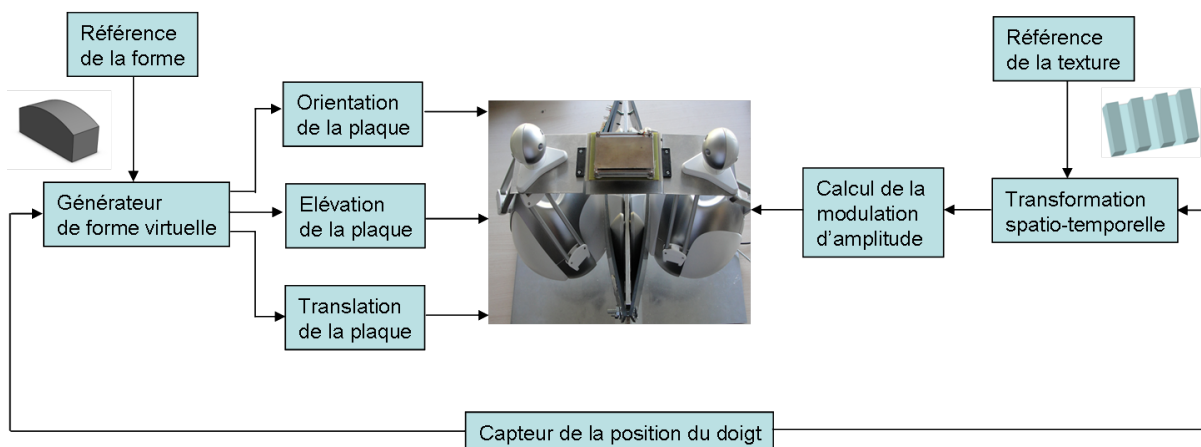 Référence
de la forme
Générateur
de forme virtuelle
Orientation
de la plaque
Elévation
de la plaque
Translation
de la plaque
Référence
de la texture
Calcul de la
modulation
d'amplitude
Transformation
spatio-temporelle
Capteur de la position du doigt